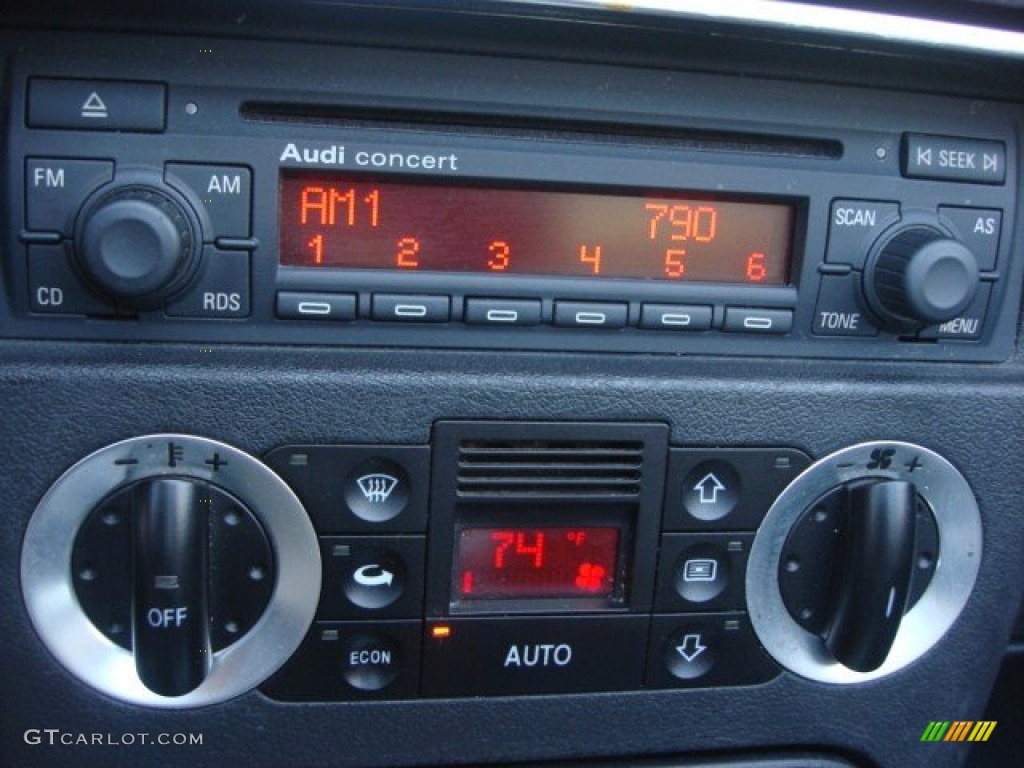 Audi concert
SEEK
FM
AM
AM1
790
SCAN
AS
1 2 3 4 5 6
CD
RDS
TONE
MENU
- +
- +
74 °F
OFF
ECON
AUTO
GTCARLOT.COM